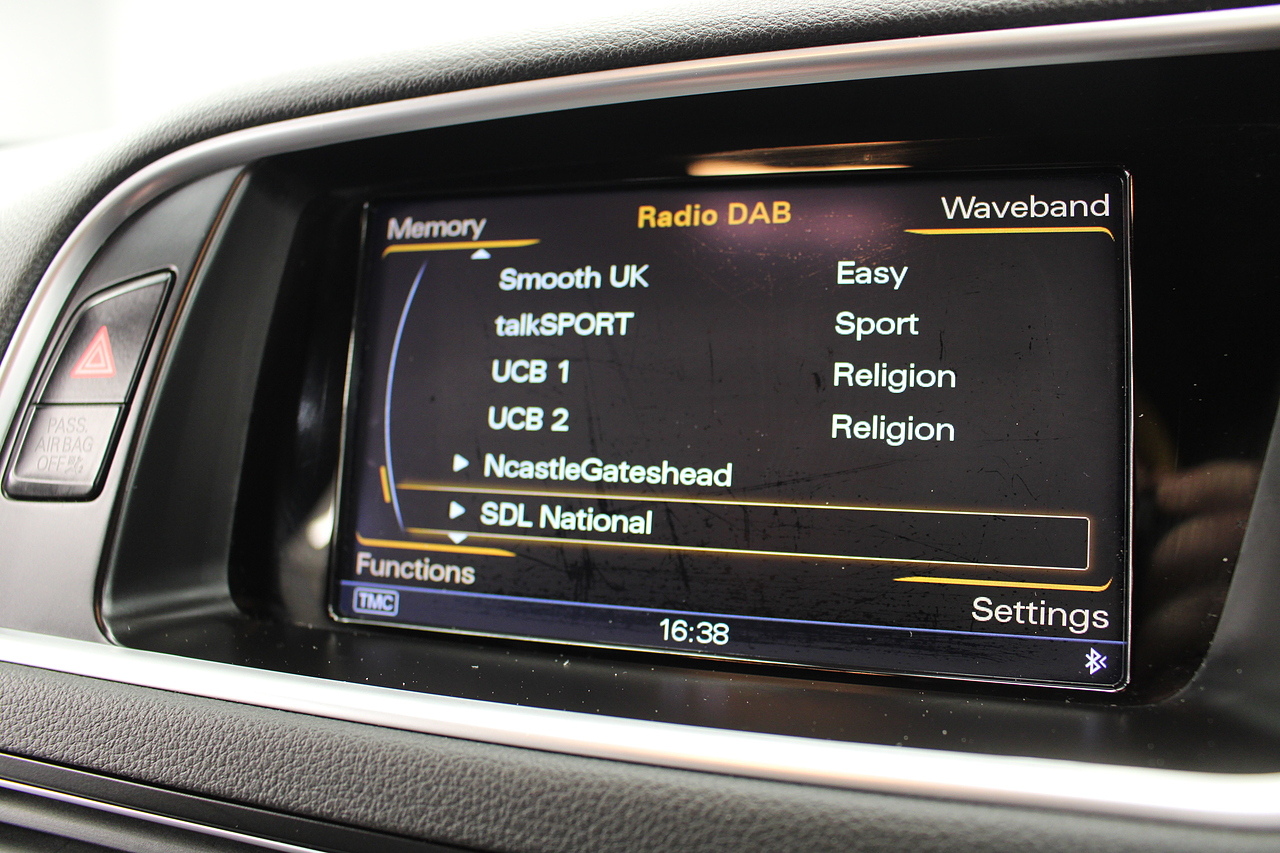 Memory Radio DAB Waveband
Smooth UK Easy
talkSPORT Sport
UCB 1 Religion
UCB 2 Religion
NcastleGateshead
SDL National
Functions Settings
TMC 16:38
PASS.
AIR BAG
OFF